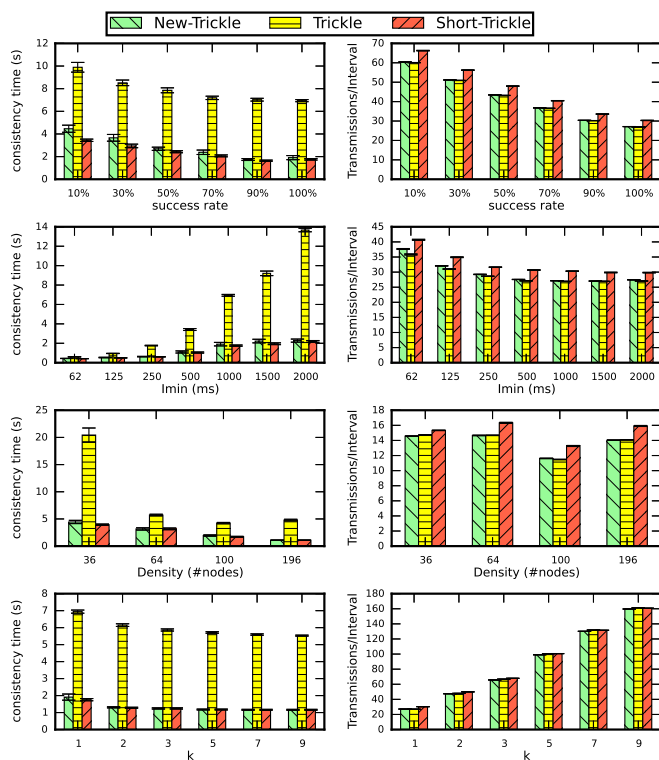 New-Trickle Trickle Short-Trickle
consistency time (s)
12
10
8
6
4
2
0
10% 30% 50% 70% 90% 100%
success rate
Transmissions/Interval
70
60
50
40
30
20
10
0
10% 30% 50% 70% 90% 100%
success rate
consistency time (s)
14
12
10
8
6
4
2
0
62 125 250 500 1000 1500 2000
Imin (ms)
Transmissions/Interval
45
40
35
30
25
20
15
10
5
0
62 125 250 500 1000 1500 2000
Imin (ms)
consistency time (s)
25
20
15
10
5
0
36 64 100 196
Density (#nodes)
Transmissions/Interval
18
16
14
12
10
8
6
4
2
0
36 64 100 196
Density (#nodes)
consistency time (s)
8
7
6
5
4
3
2
1
0
1 2 3 5 7 9
k
Transmissions/Interval
180
160
140
120
100
80
60
40
20
0
1 2 3 5 7 9
k